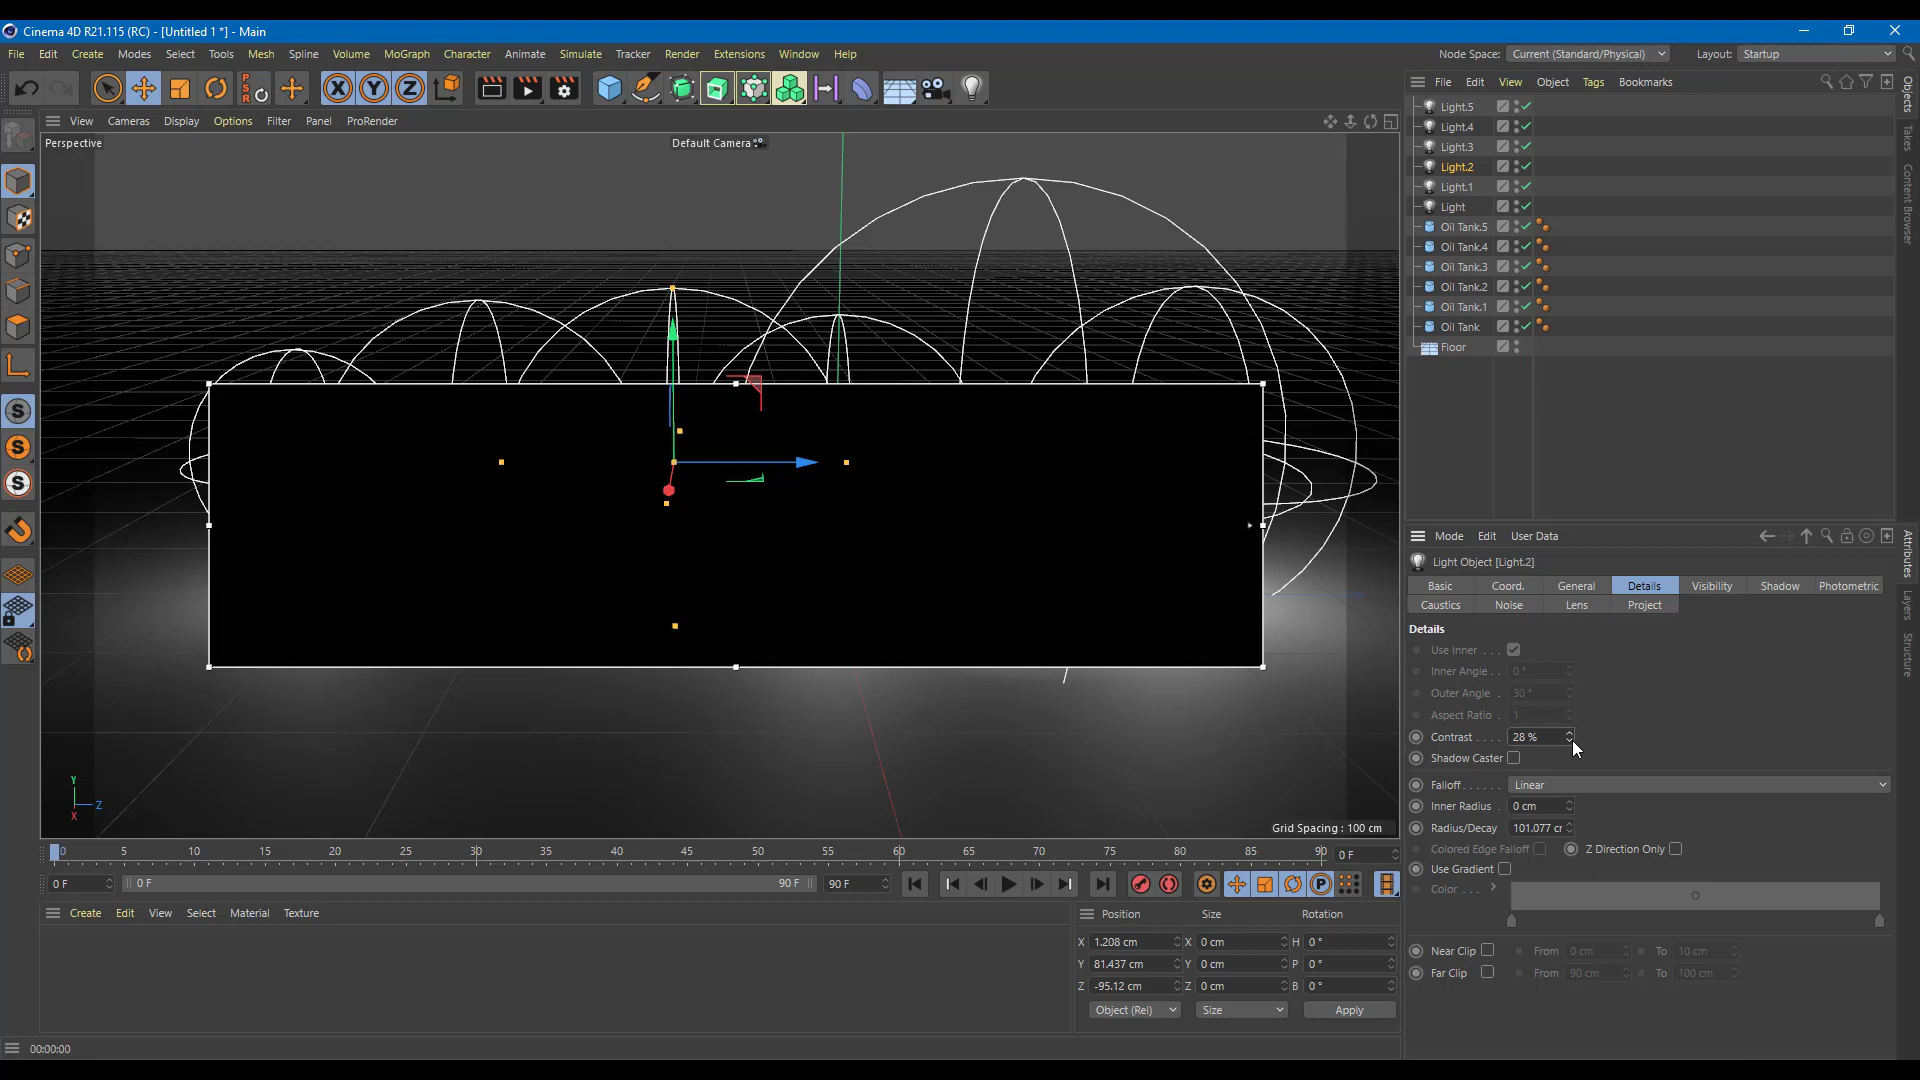 Cinema 4D R21.115 (RC) - [Untitled 1 *] - Main
File Edit Create Modes Select Tools Mesh Spline Volume MoGraph Character Animate Simulate Tracker Render Extensions Window Help
Node Space: Current (Standard/Physical) Layout: Startup
PSR X Y Z
File Edit View Object Tags Bookmarks
View Cameras Display Options Filter Panel ProRender
Perspective
Default Camera
Light.5
Light.4
Light.3
Light.2
Light.1
Light
Oil Tank.5
Oil Tank.4
Oil Tank.3
Oil Tank.2
Oil Tank.1
Oil Tank
Floor
Objects
Takes
Content Browser
S
S
S
Mode Edit User Data
Light Object [Light.2]
Basic Coord. General Details Visibility Shadow Photometric
Caustics Noise Lens Project
Attributes
Layers
Structure
Details
Use Inner . . .
Inner Angle . . 0 °
Outer Angle . 30 °
Aspect Ratio . 1
Contrast . . . . 28 %
Shadow Caster
Falloff . . . . . . Linear
Inner Radius . 0 cm
Radius/Decay 101.077 cr
Colored Edge Falloff Z Direction Only
Use Gradient
Color . . .
Near Clip From 0 cm To 10 cm
Far Clip From 90 cm To 100 cm
Y
Z
X
Grid Spacing : 100 cm
0 5 10 15 20 25 30 35 40 45 50 55 60 65 70 75 80 85 90 0 F
0 F 0 F 90 F 90 F
P
Create Edit View Select Material Texture
Position Size Rotation
X 1.208 cm X 0 cm H 0 °
Y 81.437 cm Y 0 cm P 0 °
Z -95.12 cm Z 0 cm B 0 °
Object (Rel) Size Apply
00:00:00